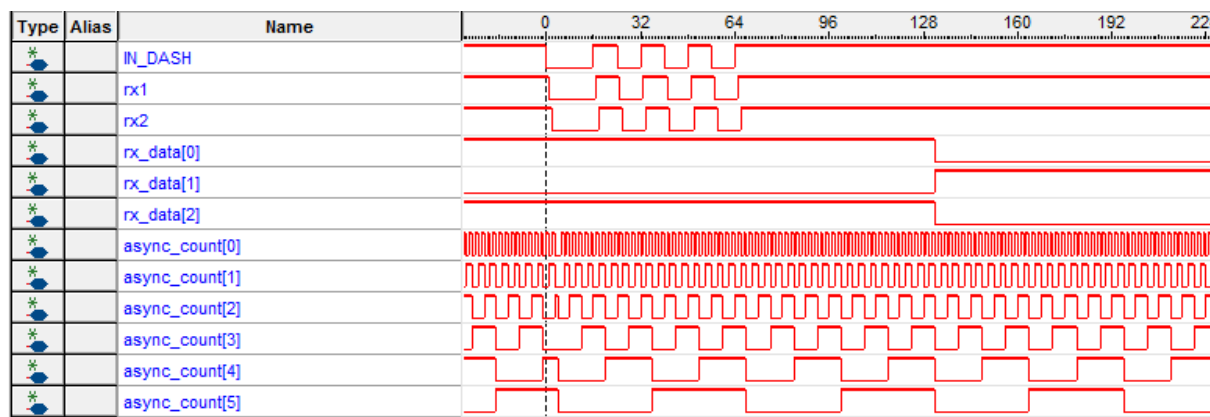 Type Alias Name 0 32 64 96 128 160 192 22
IN_DASH
rx1
rx2
rx_data[0]
rx_data[1]
rx_data[2]
async_count[0]
async_count[1]
async_count[2]
async_count[3]
async_count[4]
async_count[5]